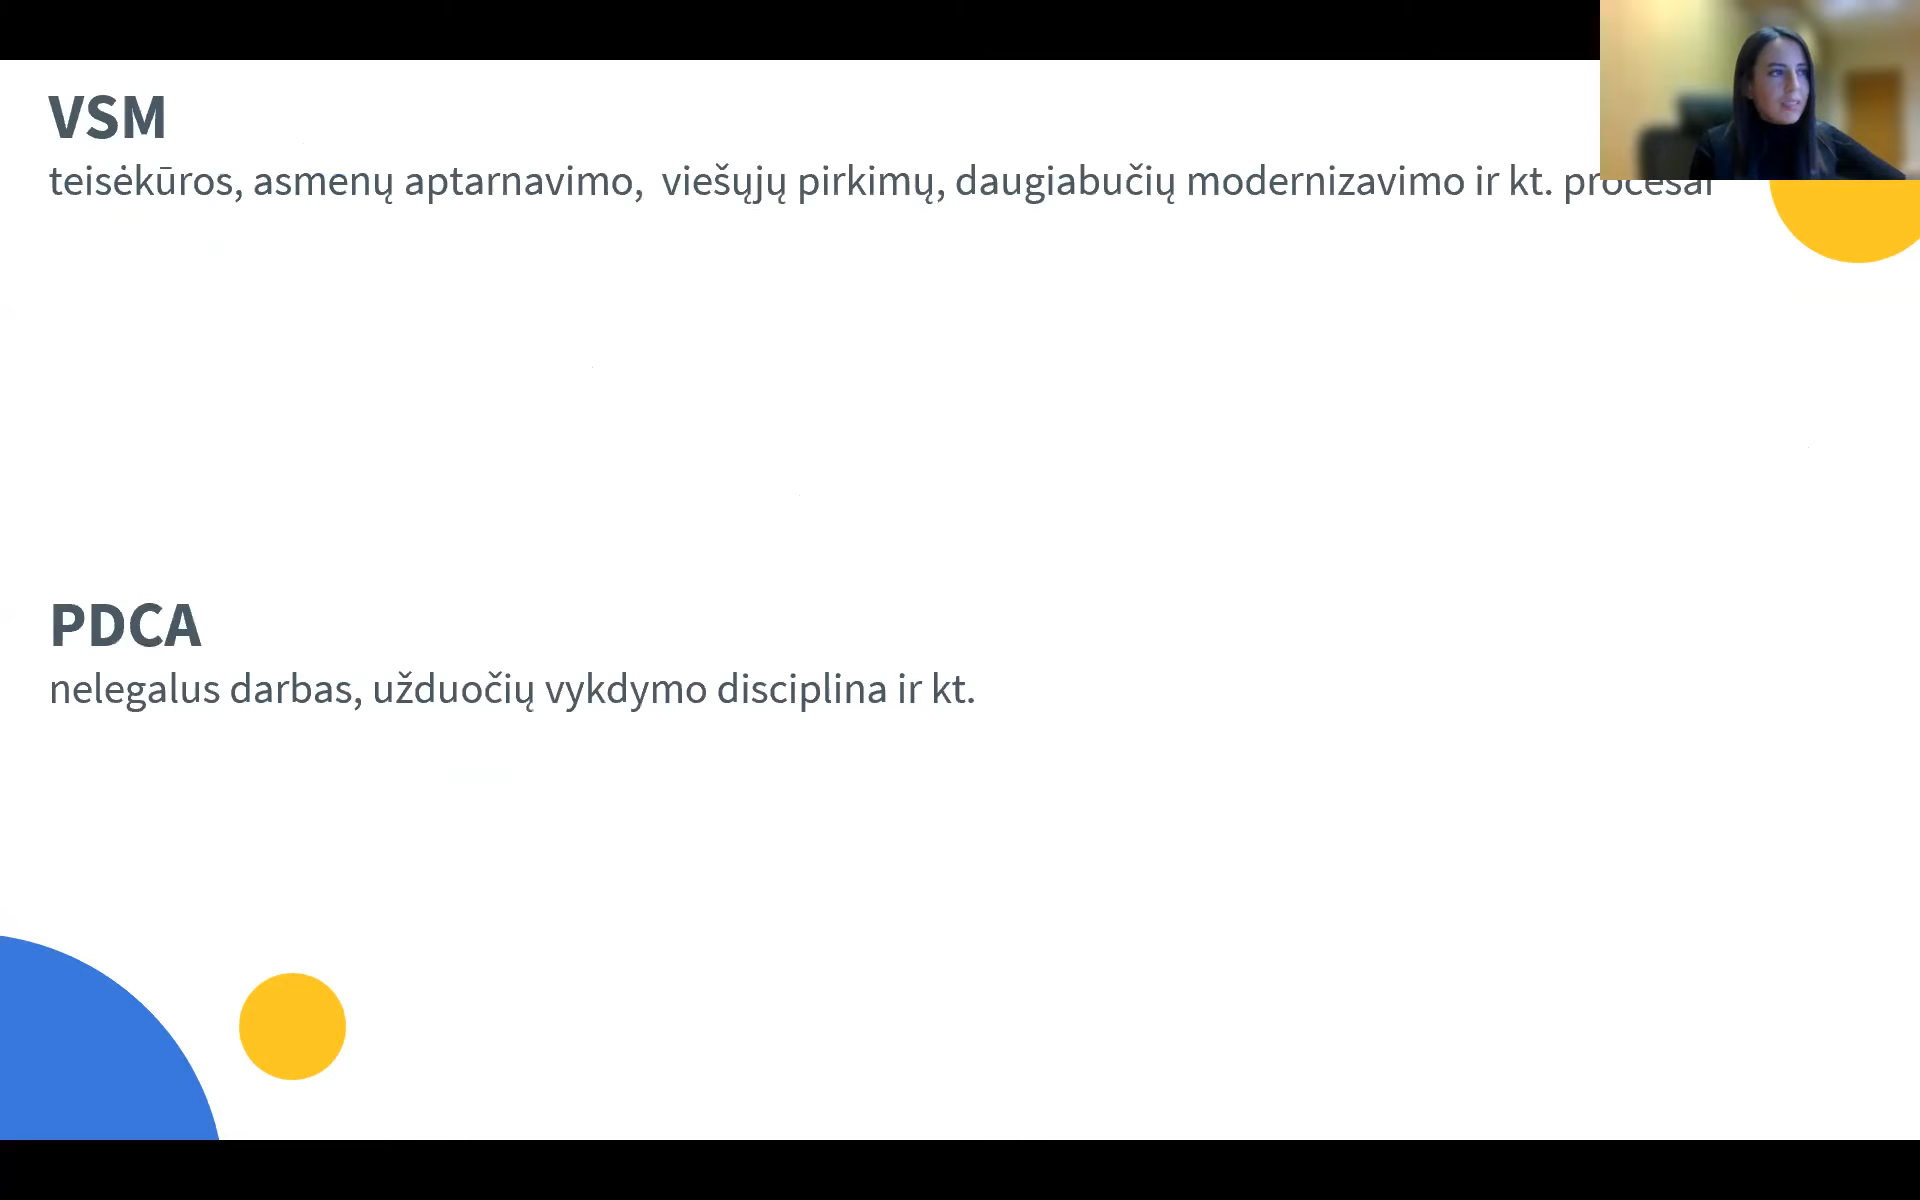 VSM
teisėkūros, asmenų aptarnavimo, viešųjų pirkimų, daugiabučių modernizavimo ir kt. procesai
PDCA
nelegalus darbas, užduočių vykdymo disciplina ir kt.